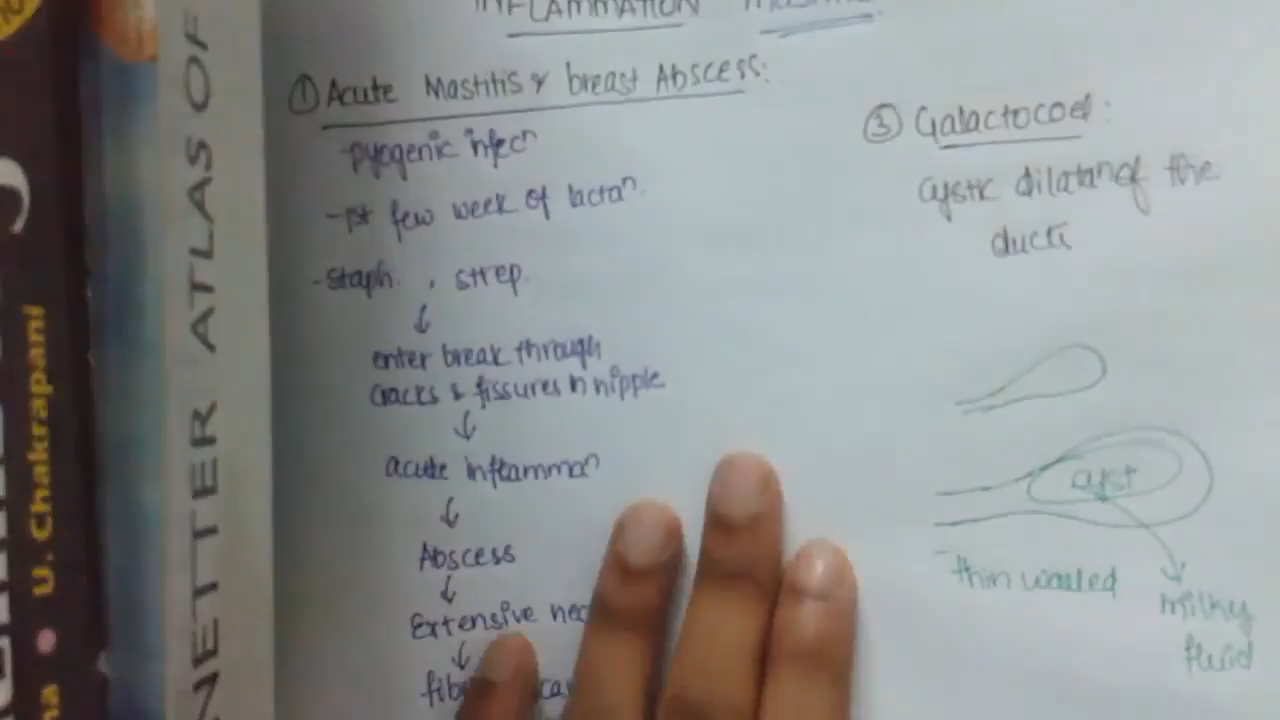 INFLAMMATION
① Acute Mastitis & breast Abscess:
-pyogenic infecn
-1st few week of lactan.
-staph. , strep.
↓
enter break through
cracks & fissures in nipple
↓
acute inflamman
↓
Abscess
↓
Extensive
↓
③ Galactocoel:
cystic dilatan of the
ducts
cyst
thin walled
milky
fluid
NETTER ATLAS OF
U. Chakrapani